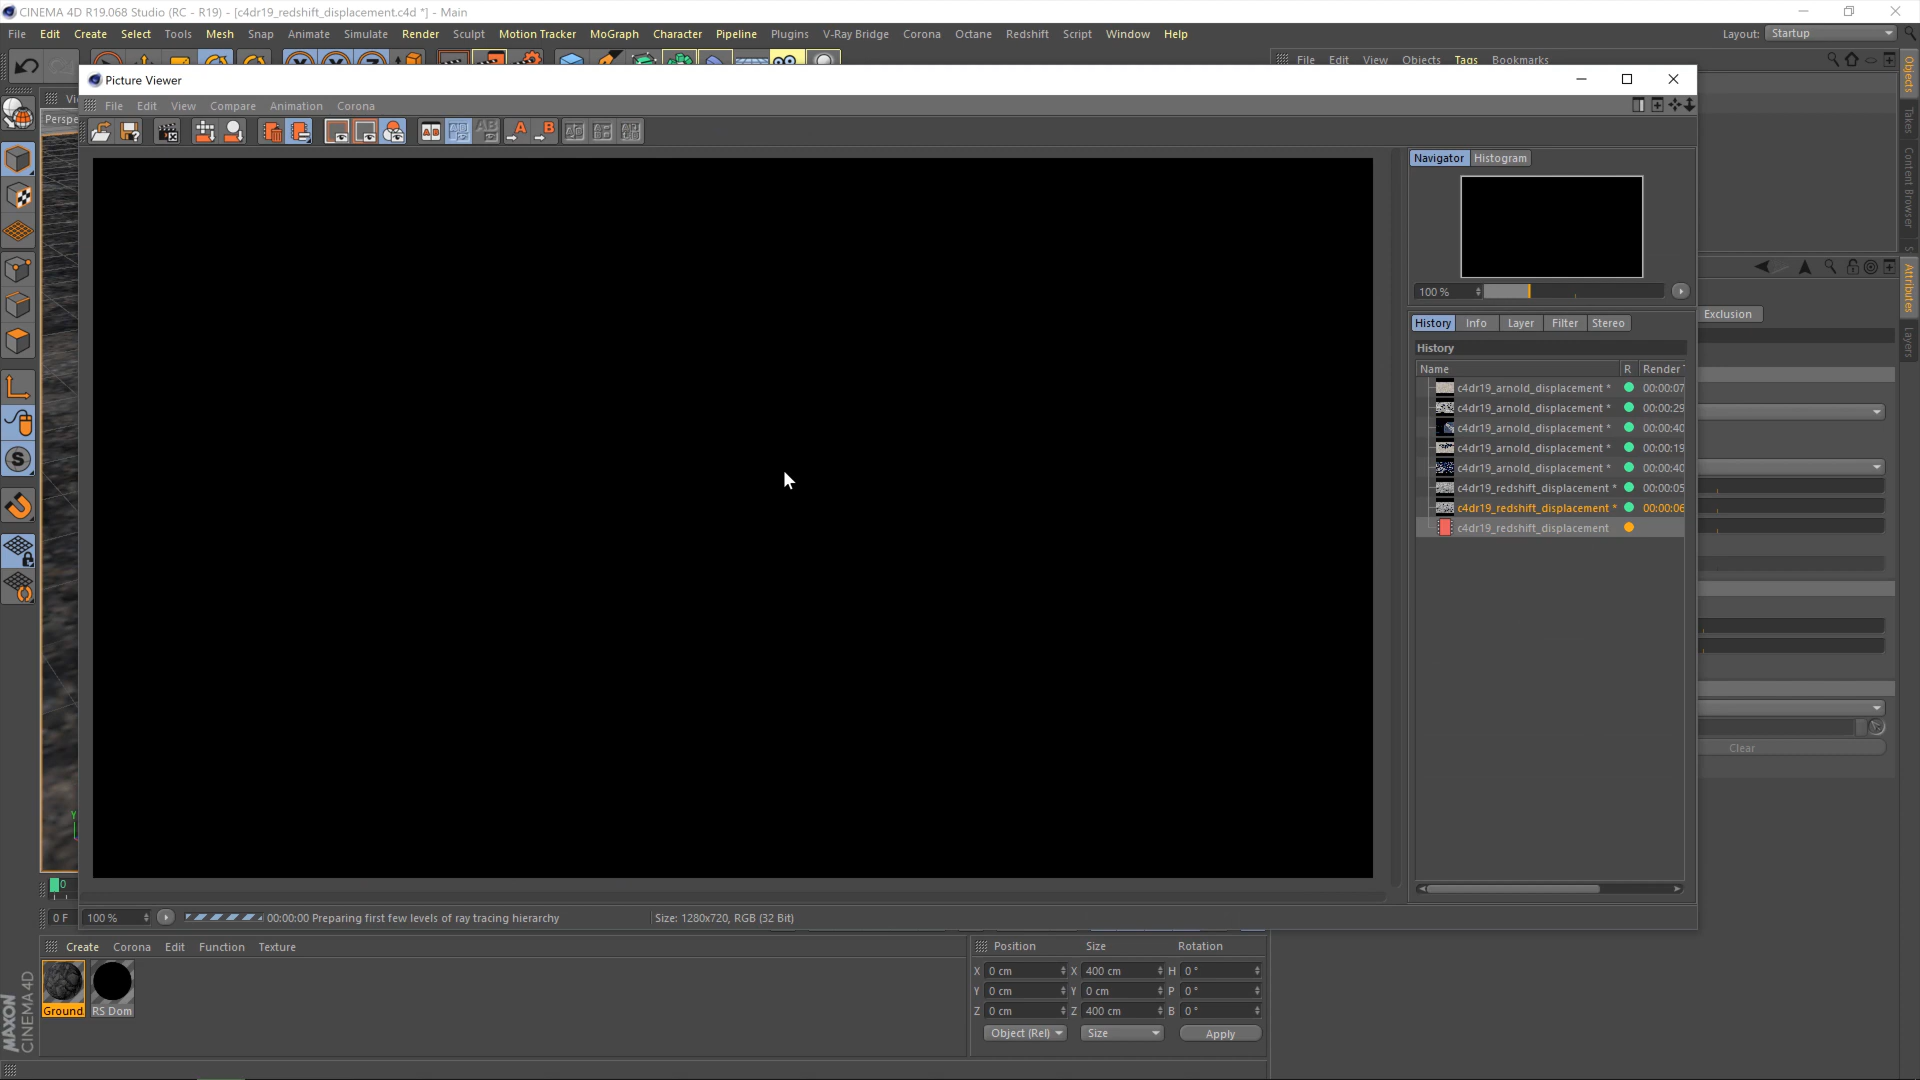 CINEMA 4D R19.068 Studio (RC - R19) - [c4dr19_redshift_displacement.c4d *] - Main
File Edit Create Select Tools Mesh Snap Animate Simulate Render Sculpt Motion Tracker MoGraph Character Pipeline Plugins V-Ray Bridge Corona Octane Redshift Script Window Help
Layout: Startup
File Edit View Objects Tags Bookmarks
Picture Viewer
File Edit View Compare Animation Corona
Perspe
Navigator Histogram
100 %
Exclusion
History Info Layer Filter Stereo
History
Name R Render
c4dr19_arnold_displacement * 00:00:07
c4dr19_arnold_displacement * 00:00:29
c4dr19_arnold_displacement * 00:00:40
c4dr19_arnold_displacement * 00:00:19
c4dr19_arnold_displacement * 00:00:40
c4dr19_redshift_displacement * 00:00:05
c4dr19_redshift_displacement * 00:00:06
c4dr19_redshift_displacement
Clear
Objects
Takes
Content Browser
Attributes
Layers
Y
0
0 F
100 %
00:00:00 Preparing first few levels of ray tracing hierarchy
Size: 1280x720, RGB (32 Bit)
Create Corona Edit Function Texture
Ground RS Dom
Position Size Rotation
X 0 cm X 400 cm H 0 °
Y 0 cm Y 0 cm P 0 °
Z 0 cm Z 400 cm B 0 °
Object (Rel) Size Apply
MAXON
CINEMA 4D